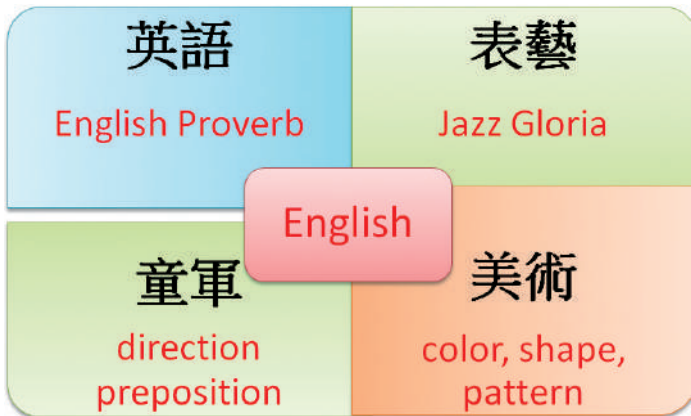 英語
English Proverb
表藝
Jazz Gloria
English
童軍
direction
preposition
美術
color, shape,
pattern